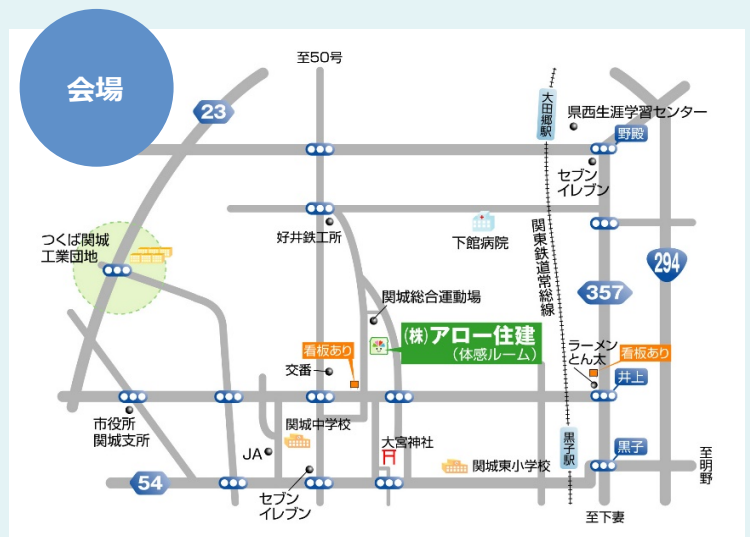 会場
至50号
23
大田郷駅
県西生涯学習センター
野殿
セブン
イレブン
好井鉄工所
下館病院
つくば関城
工業団地
関東鉄道常総線
294
357
関城総合運動場
(株)アロー住建
(体感ルーム)
看板あり
交番
ラーメン
とん太
看板あり
井上
市役所
関城支所
関城中学校
JA
大宮神社
黒子駅
黒子
関城東小学校
至明野
54
セブン
イレブン
至下妻